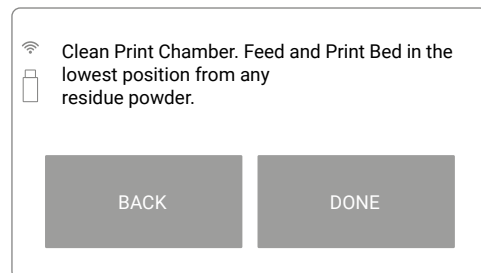 Clean Print Chamber. Feed and Print Bed in the
lowest position from any
residue powder.
BACK
DONE